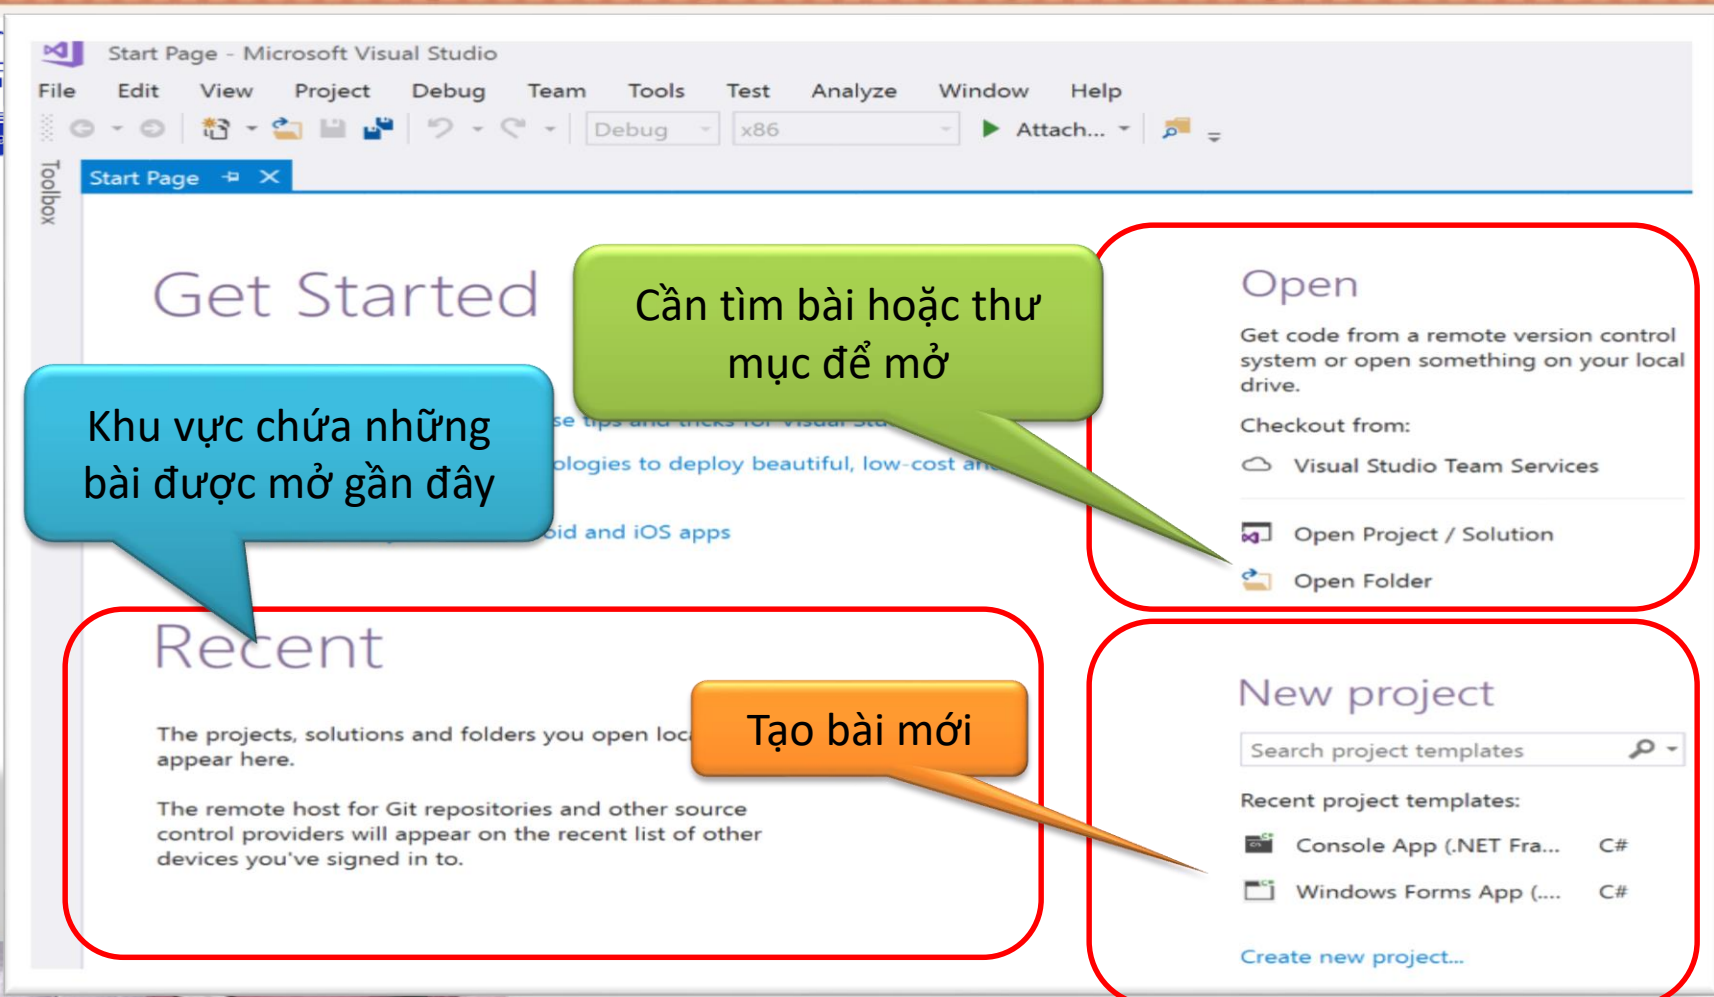 Start Page - Microsoft Visual Studio
File Edit View Project Debug Team Tools Test Analyze Window Help
Debug x86 Attach...
Toolbox
Start Page
Get Started
Cần tìm bài hoặc thư
mục để mở
Khu vực chứa những
bài được mở gần đây
tips and tricks for Visual
to deploy beautiful, low-cost
and iOS apps
Open
Get code from a remote version control
system or open something on your local
drive.
Checkout from:
Visual Studio Team Services
Open Project / Solution
Open Folder
Recent
The projects, solutions and folders you open
appear here.
The remote host for Git repositories and other source
control providers will appear on the recent list of other
devices you've signed in to.
Tạo bài mới
New project
Search project templates
Recent project templates:
Console App (.NET Fra... C#
Windows Forms App (.... C#
Create new project...